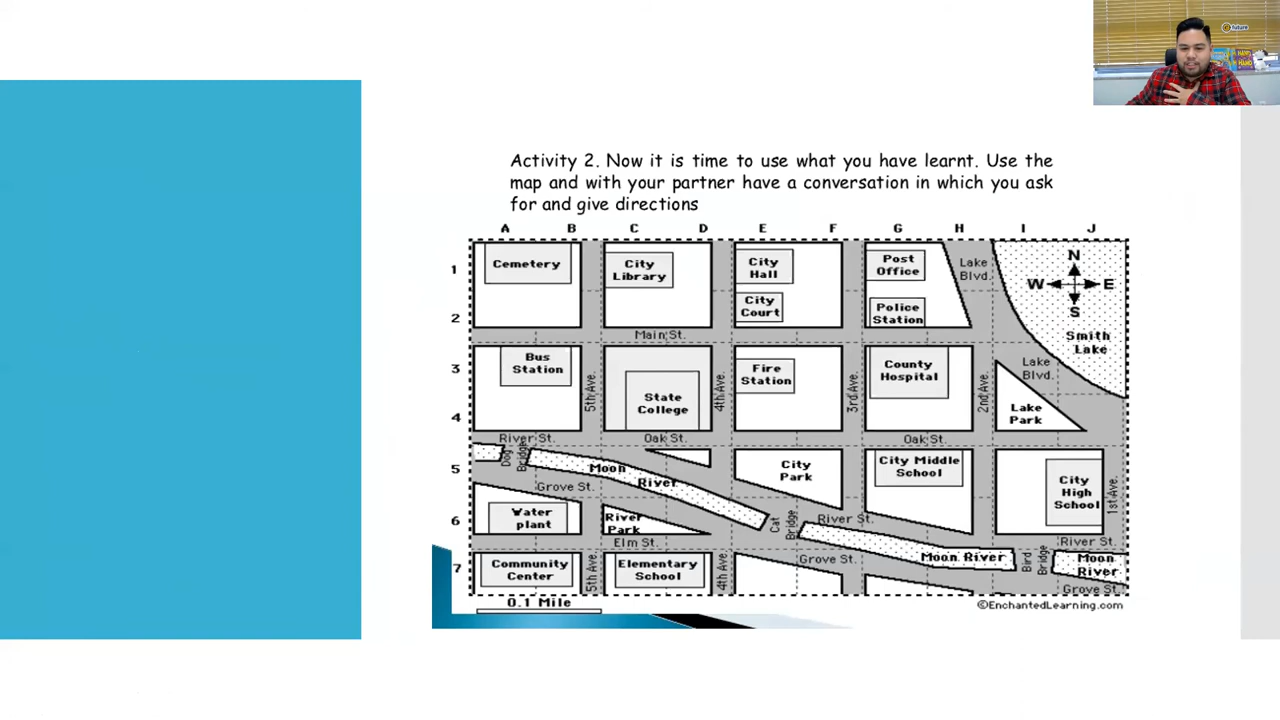 future
Activity 2. Now it is time to use what you have learnt. Use the
map and with your partner have a conversation in which you ask
for and give directions
A B C D E F G H I J
1
2
3
4
5
6
7
Cemetery
City
Library
City
Hall
City
Court
Post
Office
Police
Station
Lake
Blvd.
N
W E
S
Smith
Lake
Main St.
Bus
Station
5th Ave.
State
College
4th Ave.
Fire
Station
3rd Ave.
County
Hospital
2nd Ave.
Lake
Blvd.
Lake
Park
River St.
Oak St.
Oak St.
Dog
Bridge
Moon
River
City
Park
City Middle
School
City
High
School
1st Ave.
Grove St.
Water
plant
River
Park
Cat
Bridge
River St.
Elm St.
River St.
Community
Center
5th Ave.
Elementary
School
4th Ave.
Grove St.
Moon River
Bird
Bridge
Moon
River
Grove St.
0.1 Mile
©EnchantedLearning.com